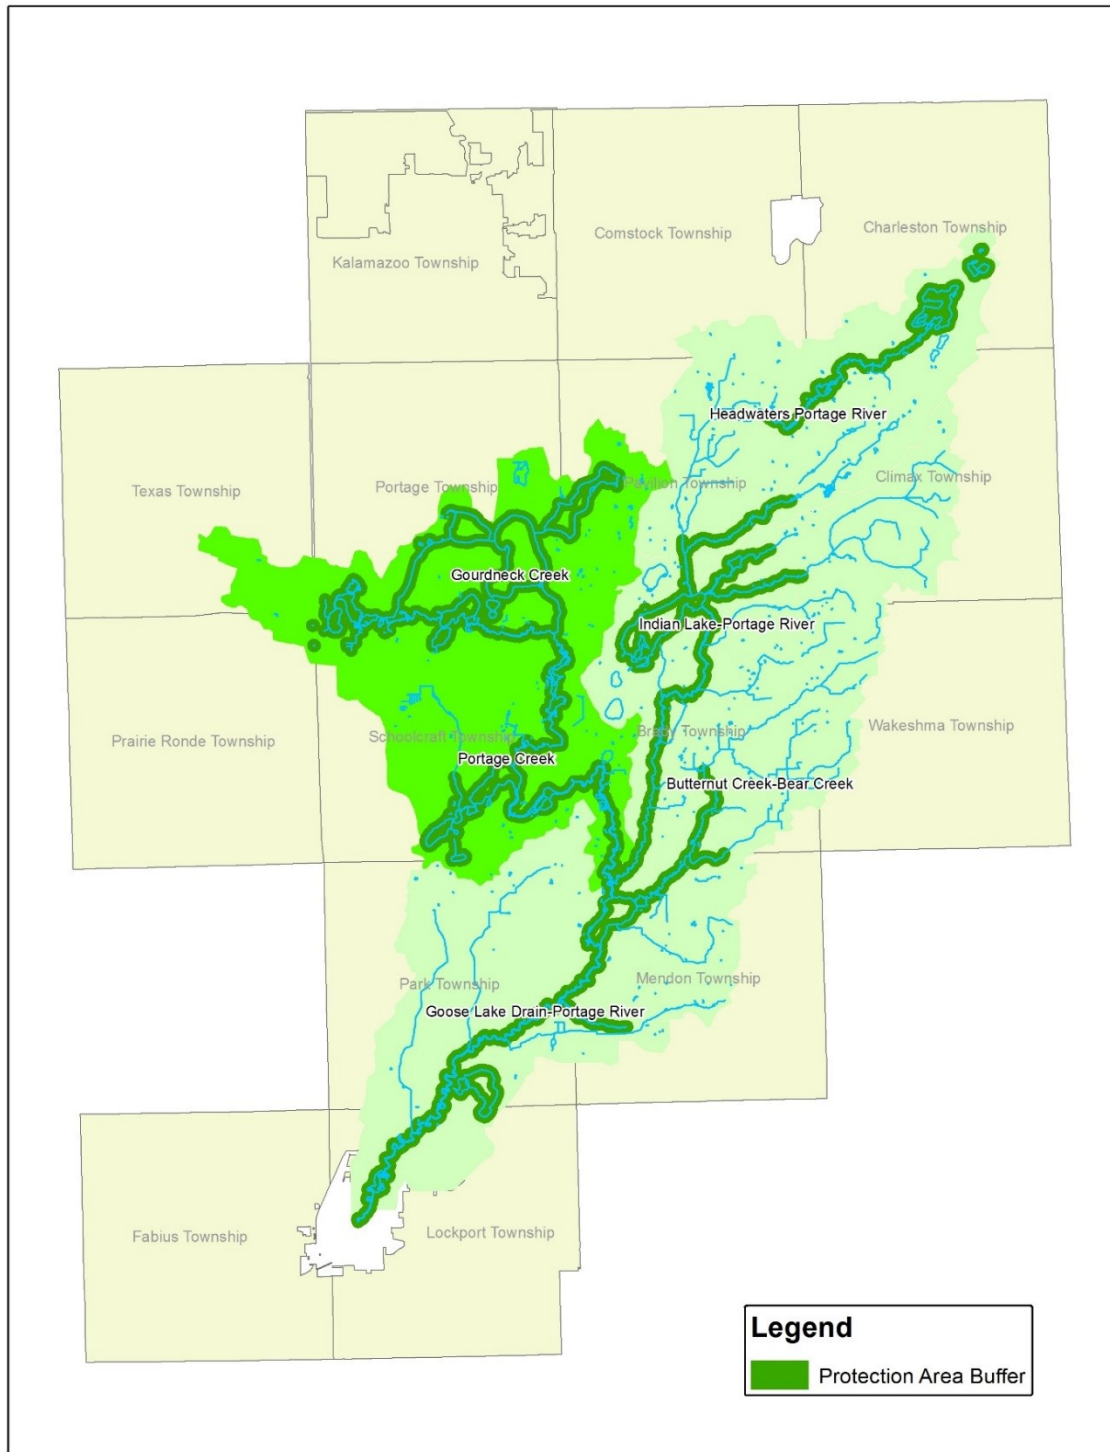 Charleston Township
Comstock Township
Kalamazoo Township
Headwaters Portage River
Texas Township
Portage Township
Pavilion Township
Climax Township
Gourdneck Creek
Indian Lake-Portage River
Prairie Ronde Township
Schoolcraft Township
Brady Township
Wakeshma Township
Portage Creek
Butternut Creek-Bear Creek
Park Township
Mendon Township
Goose Lake Drain-Portage River
Fabius Township
Lockport Township
Legend
Protection Area Buffer